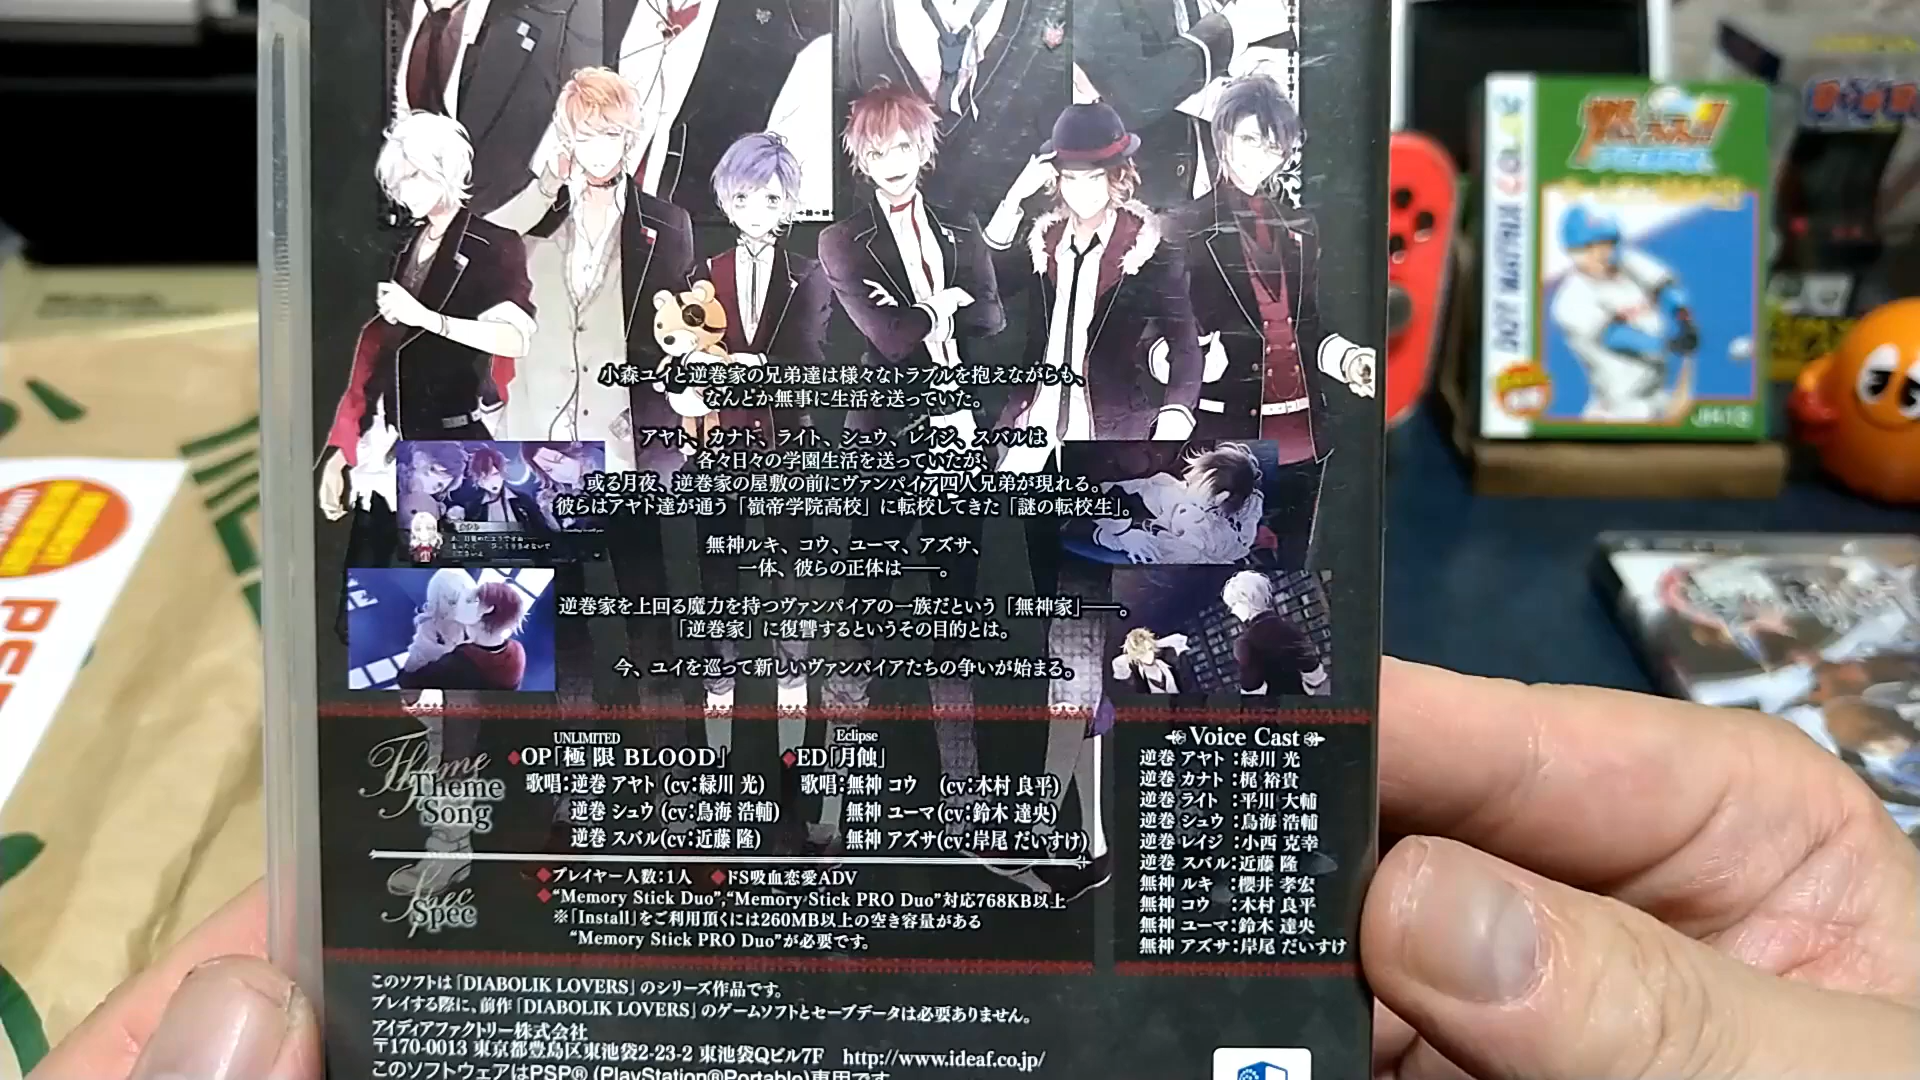 小森ユイと逆巻家の兄弟達は様々なトラブルを抱えながらも、
なんとか無事に生活を送っていた。
アヤト、カナト、ライト、シュウ、レイジ、スバルは
各々日々の学園生活を送っていたが、
或る月夜、逆巻家の屋敷の前にヴァンパイア四人兄弟が現れる。
彼らはアヤト達が通う「嶺帝学院高校」に転校してきた「謎の転校生」。
無神ルキ、コウ、ユーマ、アズサ、
一体、彼らの正体は――。
逆巻家を上回る魔力を持つヴァンパイアの一族だという「無神家」――。
「逆巻家」に復讐するというその目的とは。
今、ユイを巡って新しいヴァンパイアたちの争いが始まる。
Theme
Theme
Song
UNLIMITED
◆OP「極限 BLOOD」
歌唱:逆巻 アヤト (cv:緑川 光)
逆巻 シュウ (cv:鳥海 浩輔)
逆巻 スバル(cv:近藤 隆)
Eclipse
◆ED「月蝕」
歌唱:無神 コウ (cv:木村 良平)
無神 ユーマ(cv:鈴木 達央)
無神 アズサ(cv:岸尾 だいすけ)
Spec
Spec
◆プレイヤー人数:1人 ◆ドS吸血恋愛ADV
◆“Memory Stick Duo”,“Memory Stick PRO Duo”対応768KB以上
※「Install」をご利用頂くには260MB以上の空き容量がある
“Memory Stick PRO Duo”が必要です。
Voice Cast
逆巻 アヤト:緑川 光
逆巻 カナト:梶 裕貴
逆巻 ライト:平川 大輔
逆巻 シュウ:鳥海 浩輔
逆巻 レイジ:小西 克幸
逆巻 スバル:近藤 隆
無神 ルキ:櫻井 孝宏
無神 コウ:木村 良平
無神 ユーマ:鈴木 達央
無神 アズサ:岸尾 だいすけ
このソフトは「DIABOLIK LOVERS」のシリーズ作品です。
プレイする際に、前作「DIABOLIK LOVERS」のゲームソフトとセーブデータは必要ありません。
アイディアファクトリー株式会社
〒170-0013 東京都豊島区東池袋2-23-2 東池袋Qビル7F http://www.ideaf.co.jp/
このソフトウェアはPSP® (PlayStation®Portable)専用です
DOT MATRIX